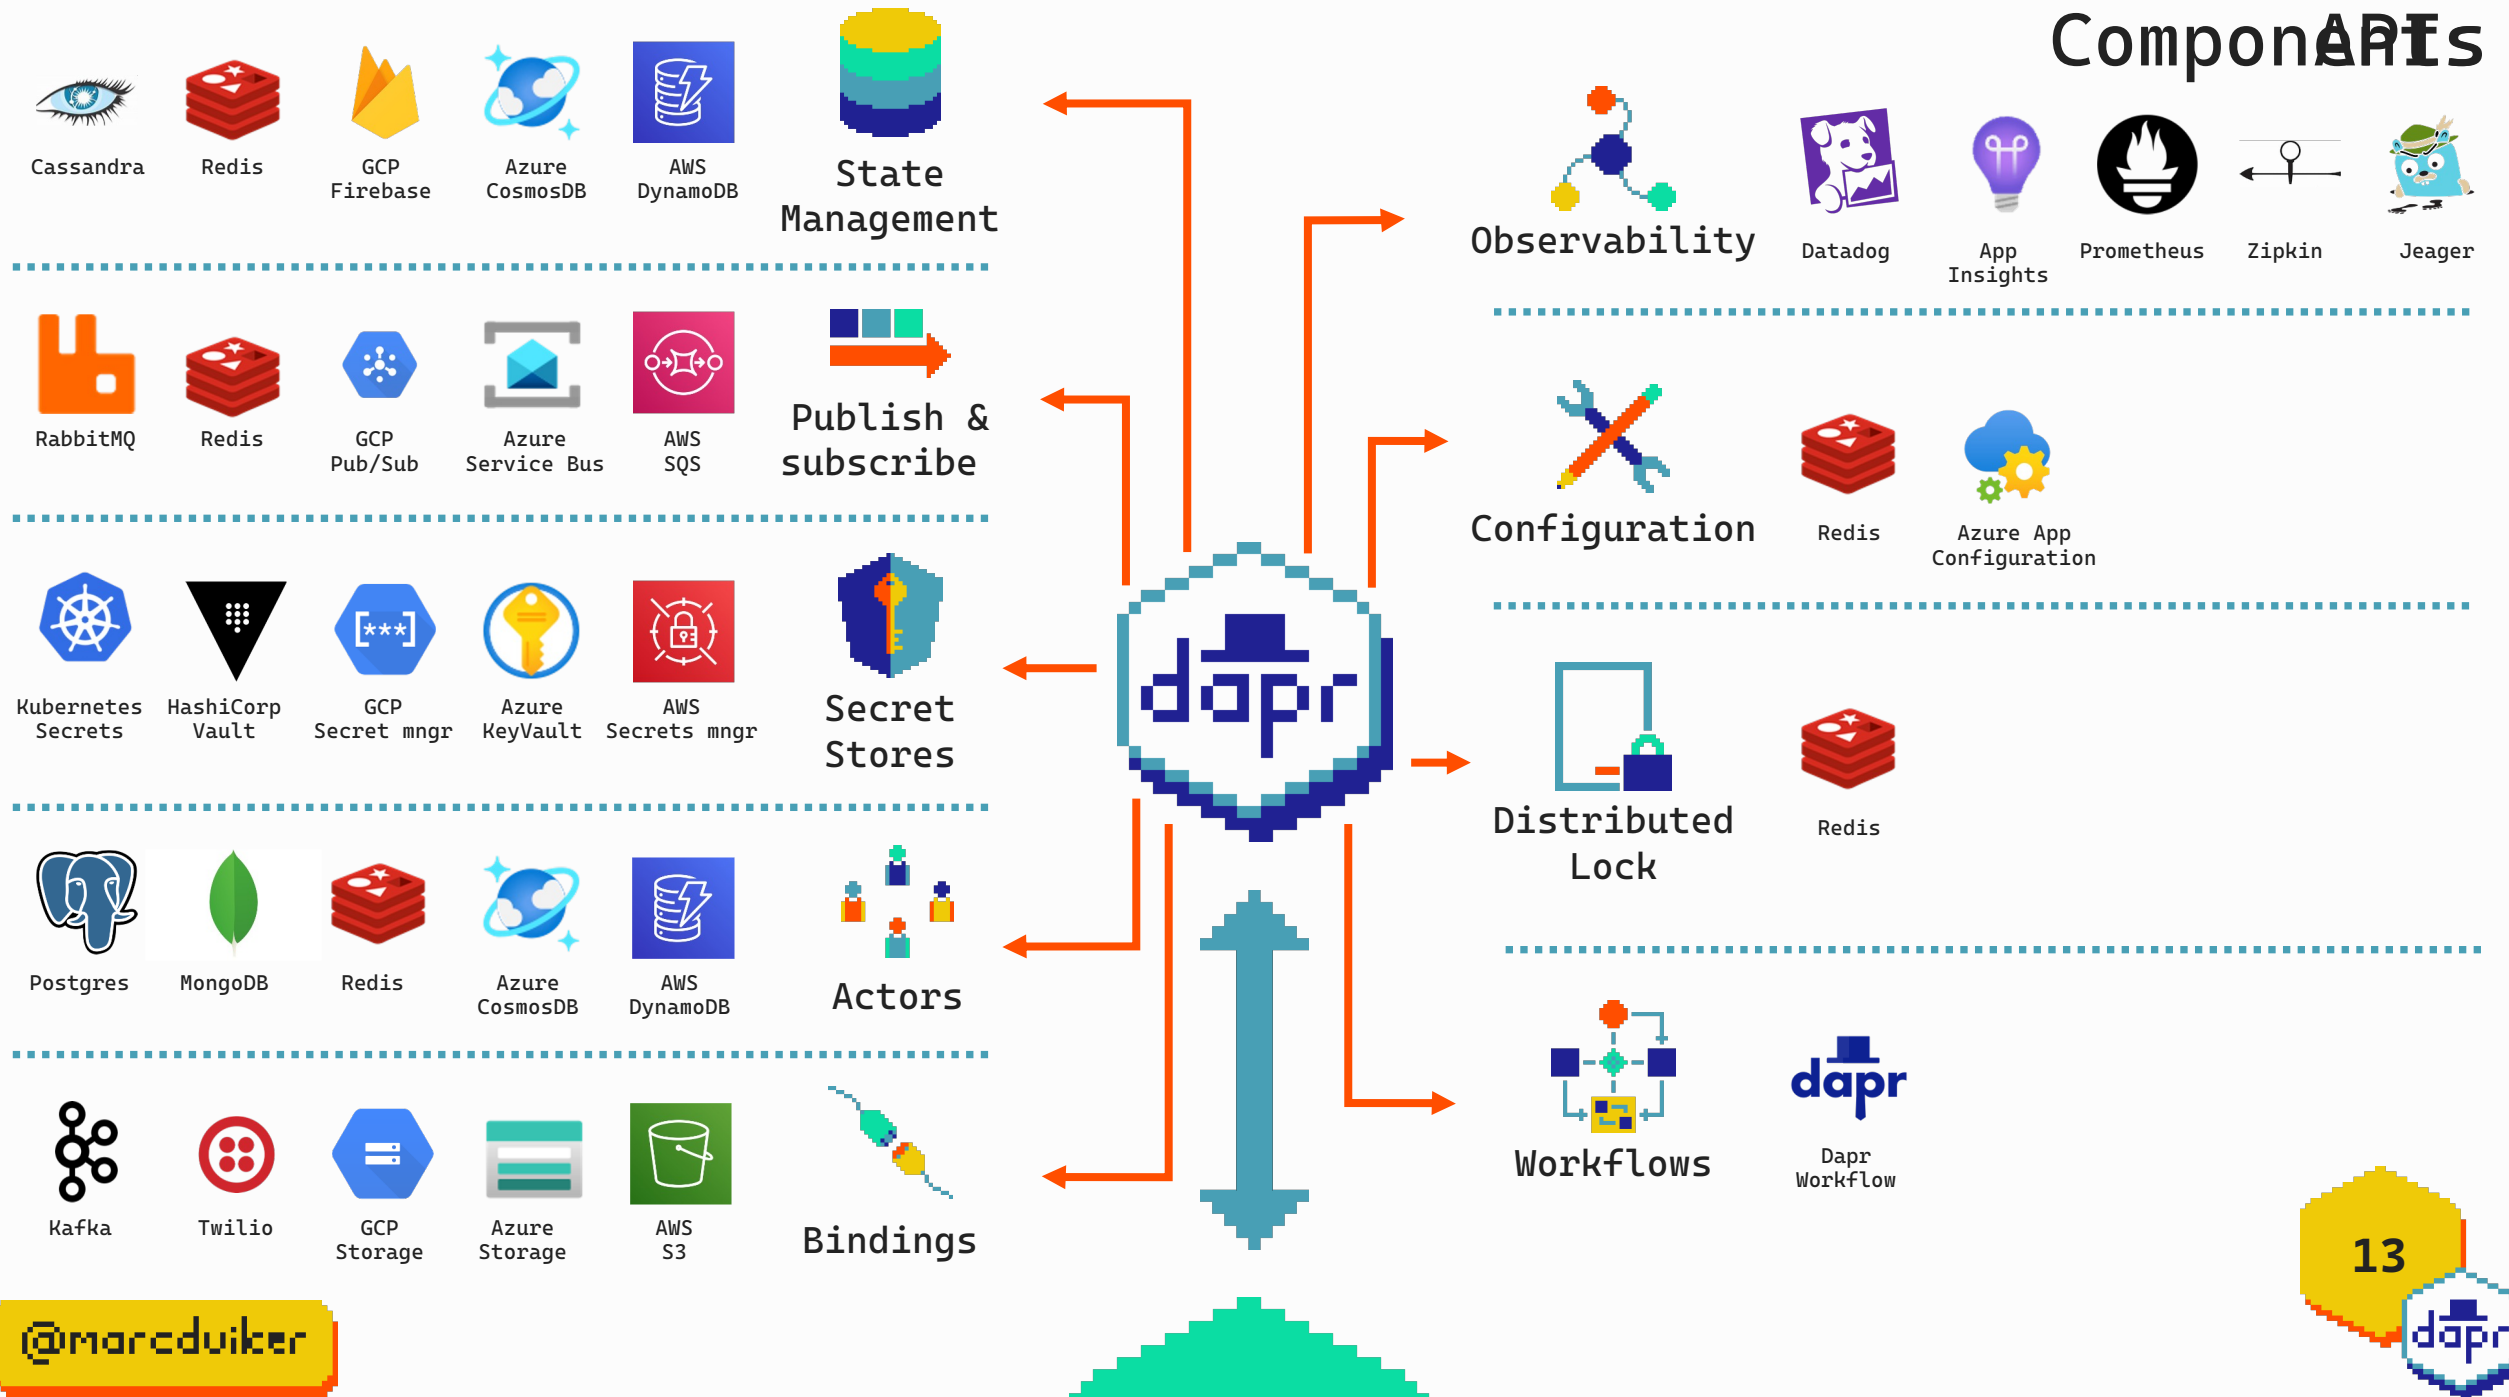 Components
APIs
Cassandra
Redis
GCP
Firebase
Azure
CosmosDB
AWS
DynamoDB
State
Management
RabbitMQ
Redis
GCP
Pub/Sub
Azure
Service Bus
AWS
SQS
Publish &
subscribe
Kubernetes
Secrets
HashiCorp
Vault
[***]
GCP
Secret mngr
Azure
KeyVault
AWS
Secrets mngr
Secret
Stores
Postgres
MongoDB
Redis
Azure
CosmosDB
AWS
DynamoDB
Actors
Kafka
Twilio
GCP
Storage
Azure
Storage
AWS
S3
Bindings
dapr
Observability
Datadog
App
Insights
Prometheus
Zipkin
Jeager
Configuration
Redis
Azure App
Configuration
Distributed
Lock
Redis
Workflows
dapr
Dapr
Workflow
@marcduiker
13
dapr